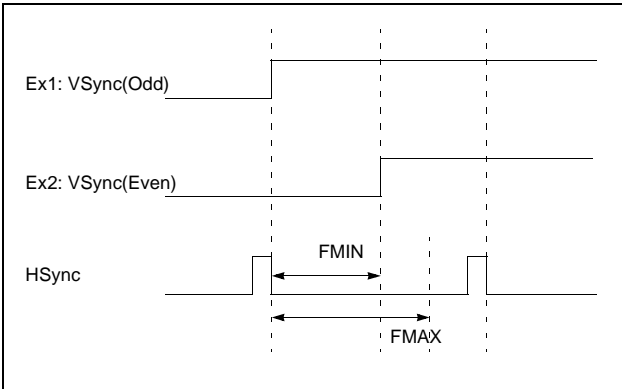 Ex1: VSync(Odd)
Ex2: VSync(Even)
FMIN
HSync
FMAX